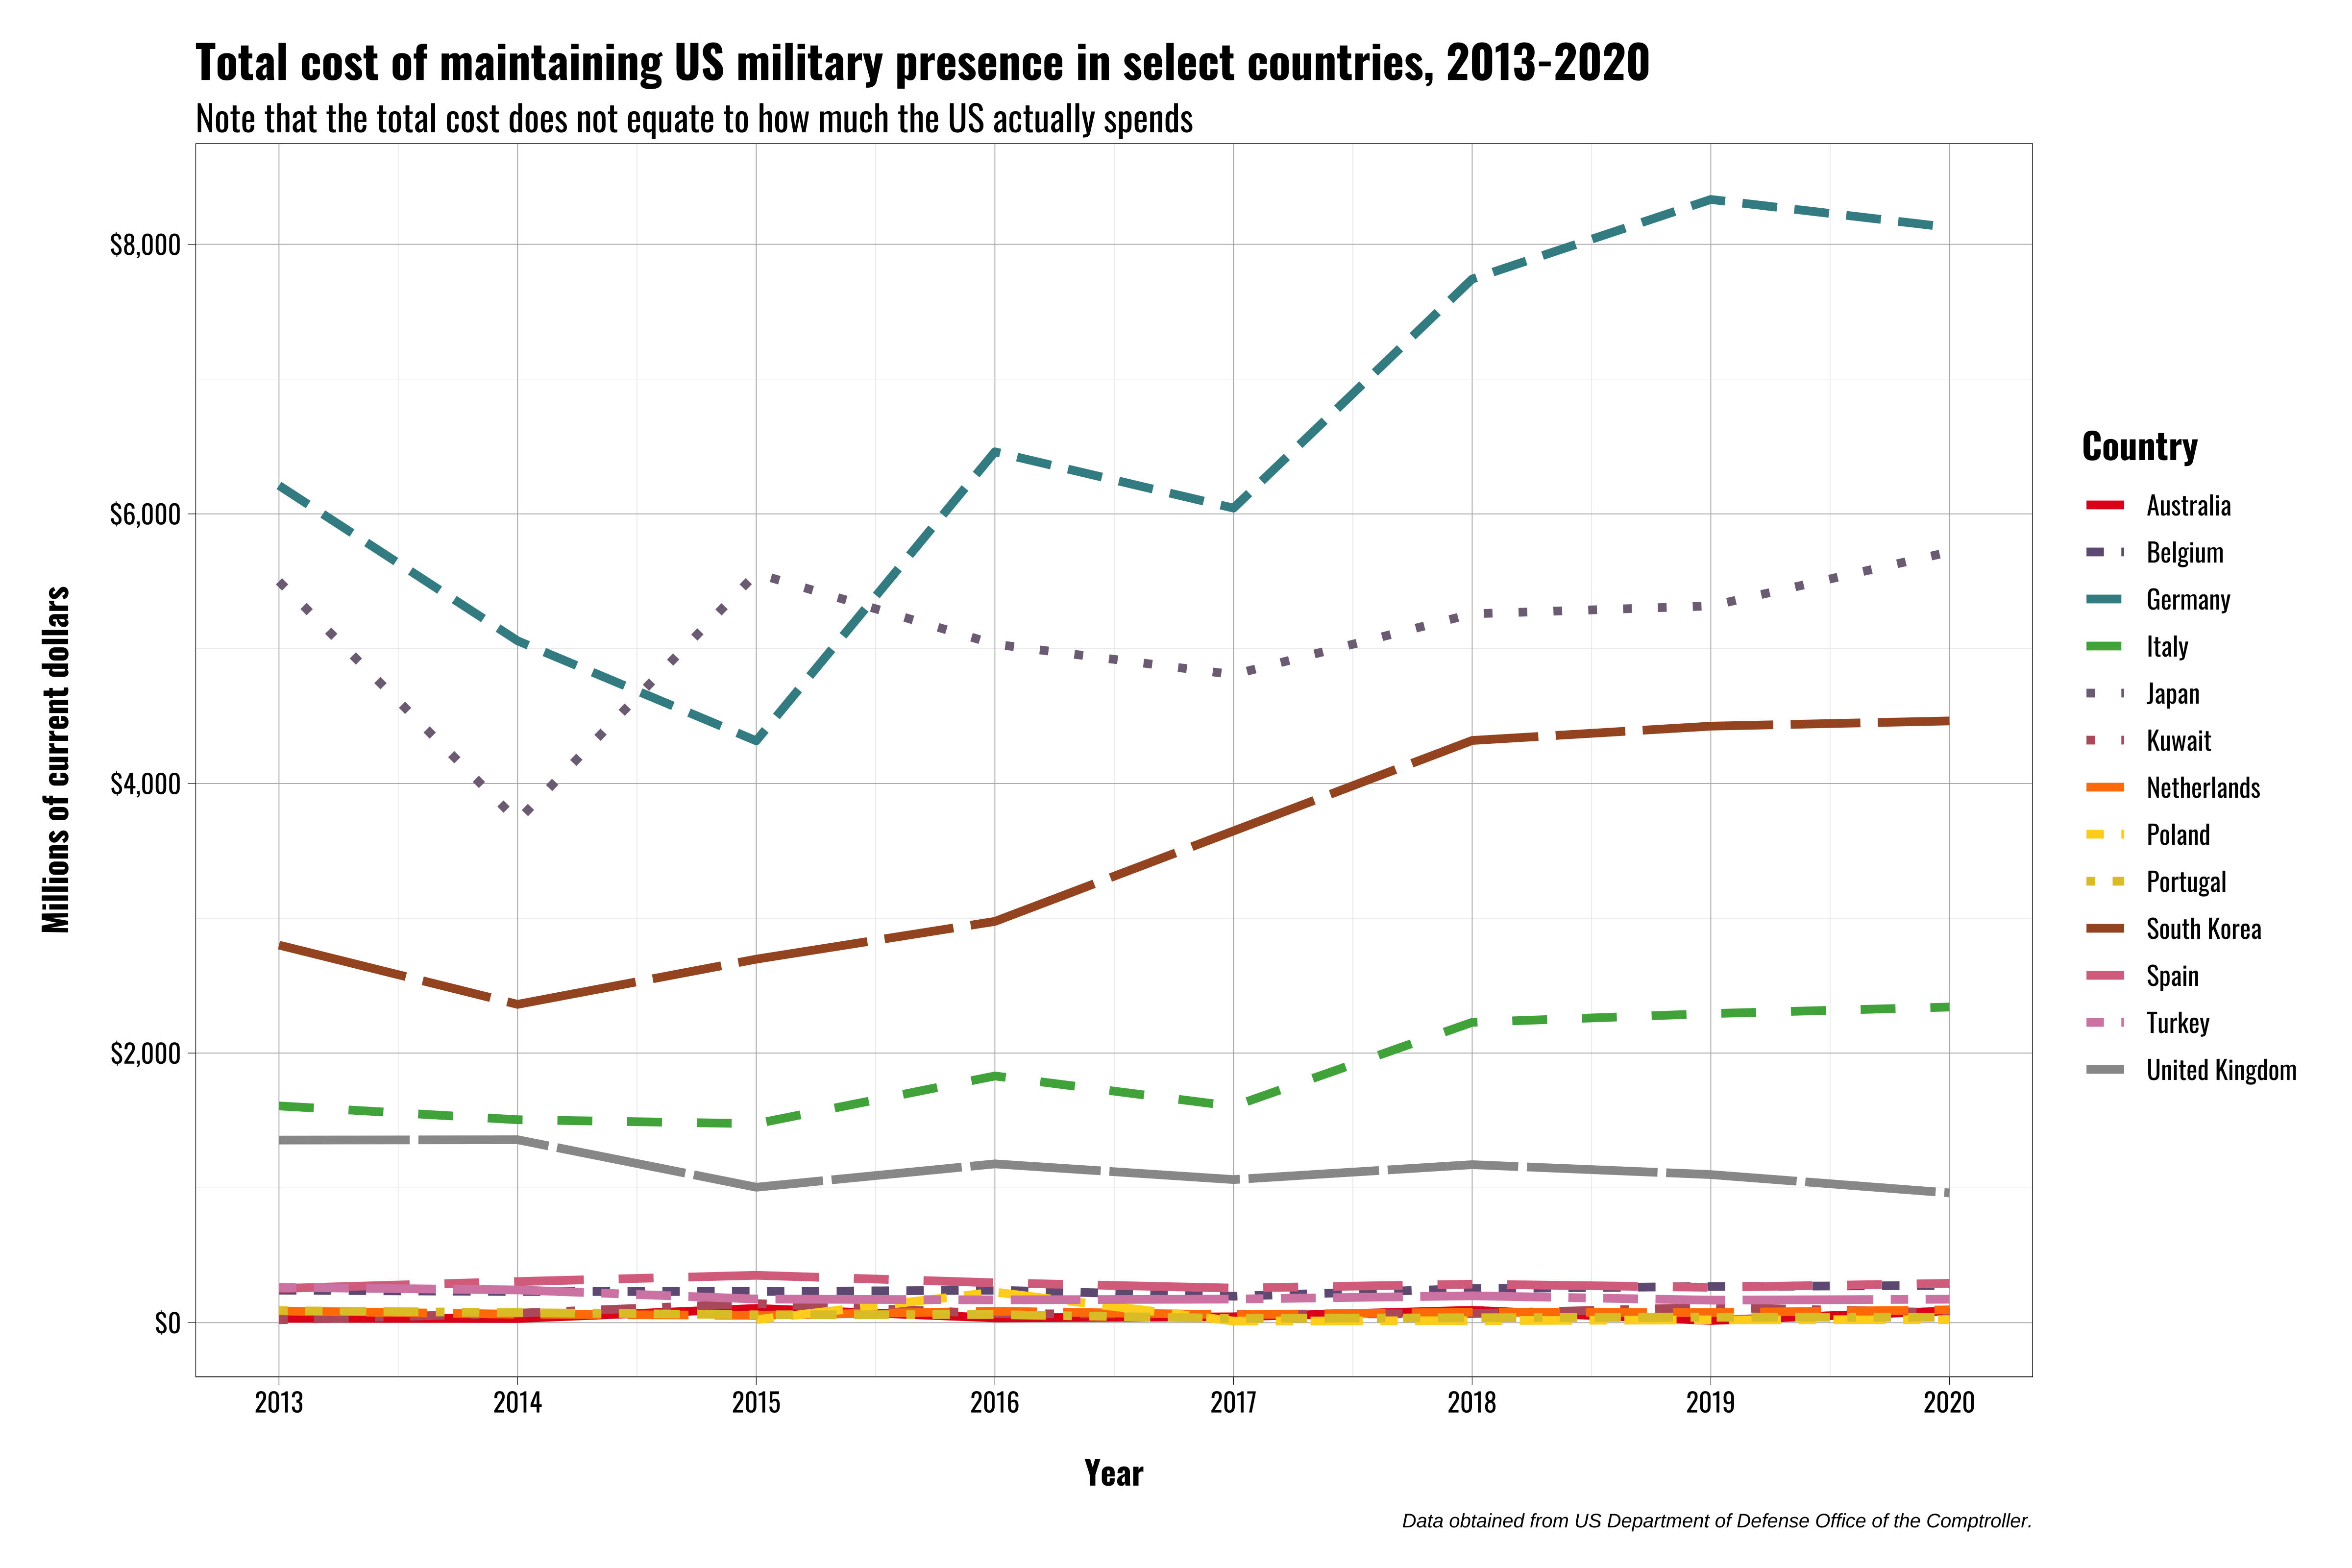 Total cost of maintaining US military presence in select countries, 2013-2020
Note that the total cost does not equate to how much the US actually spends
Millions of current dollars
$8,000
$6,000
$4,000
$2,000
$0
2013
2014
2015
2016
2017
2018
2019
2020
Year
Country
Australia
Belgium
Germany
Italy
Japan
Kuwait
Netherlands
Poland
Portugal
South Korea
Spain
Turkey
United Kingdom
Data obtained from US Department of Defense Office of the Comptroller.